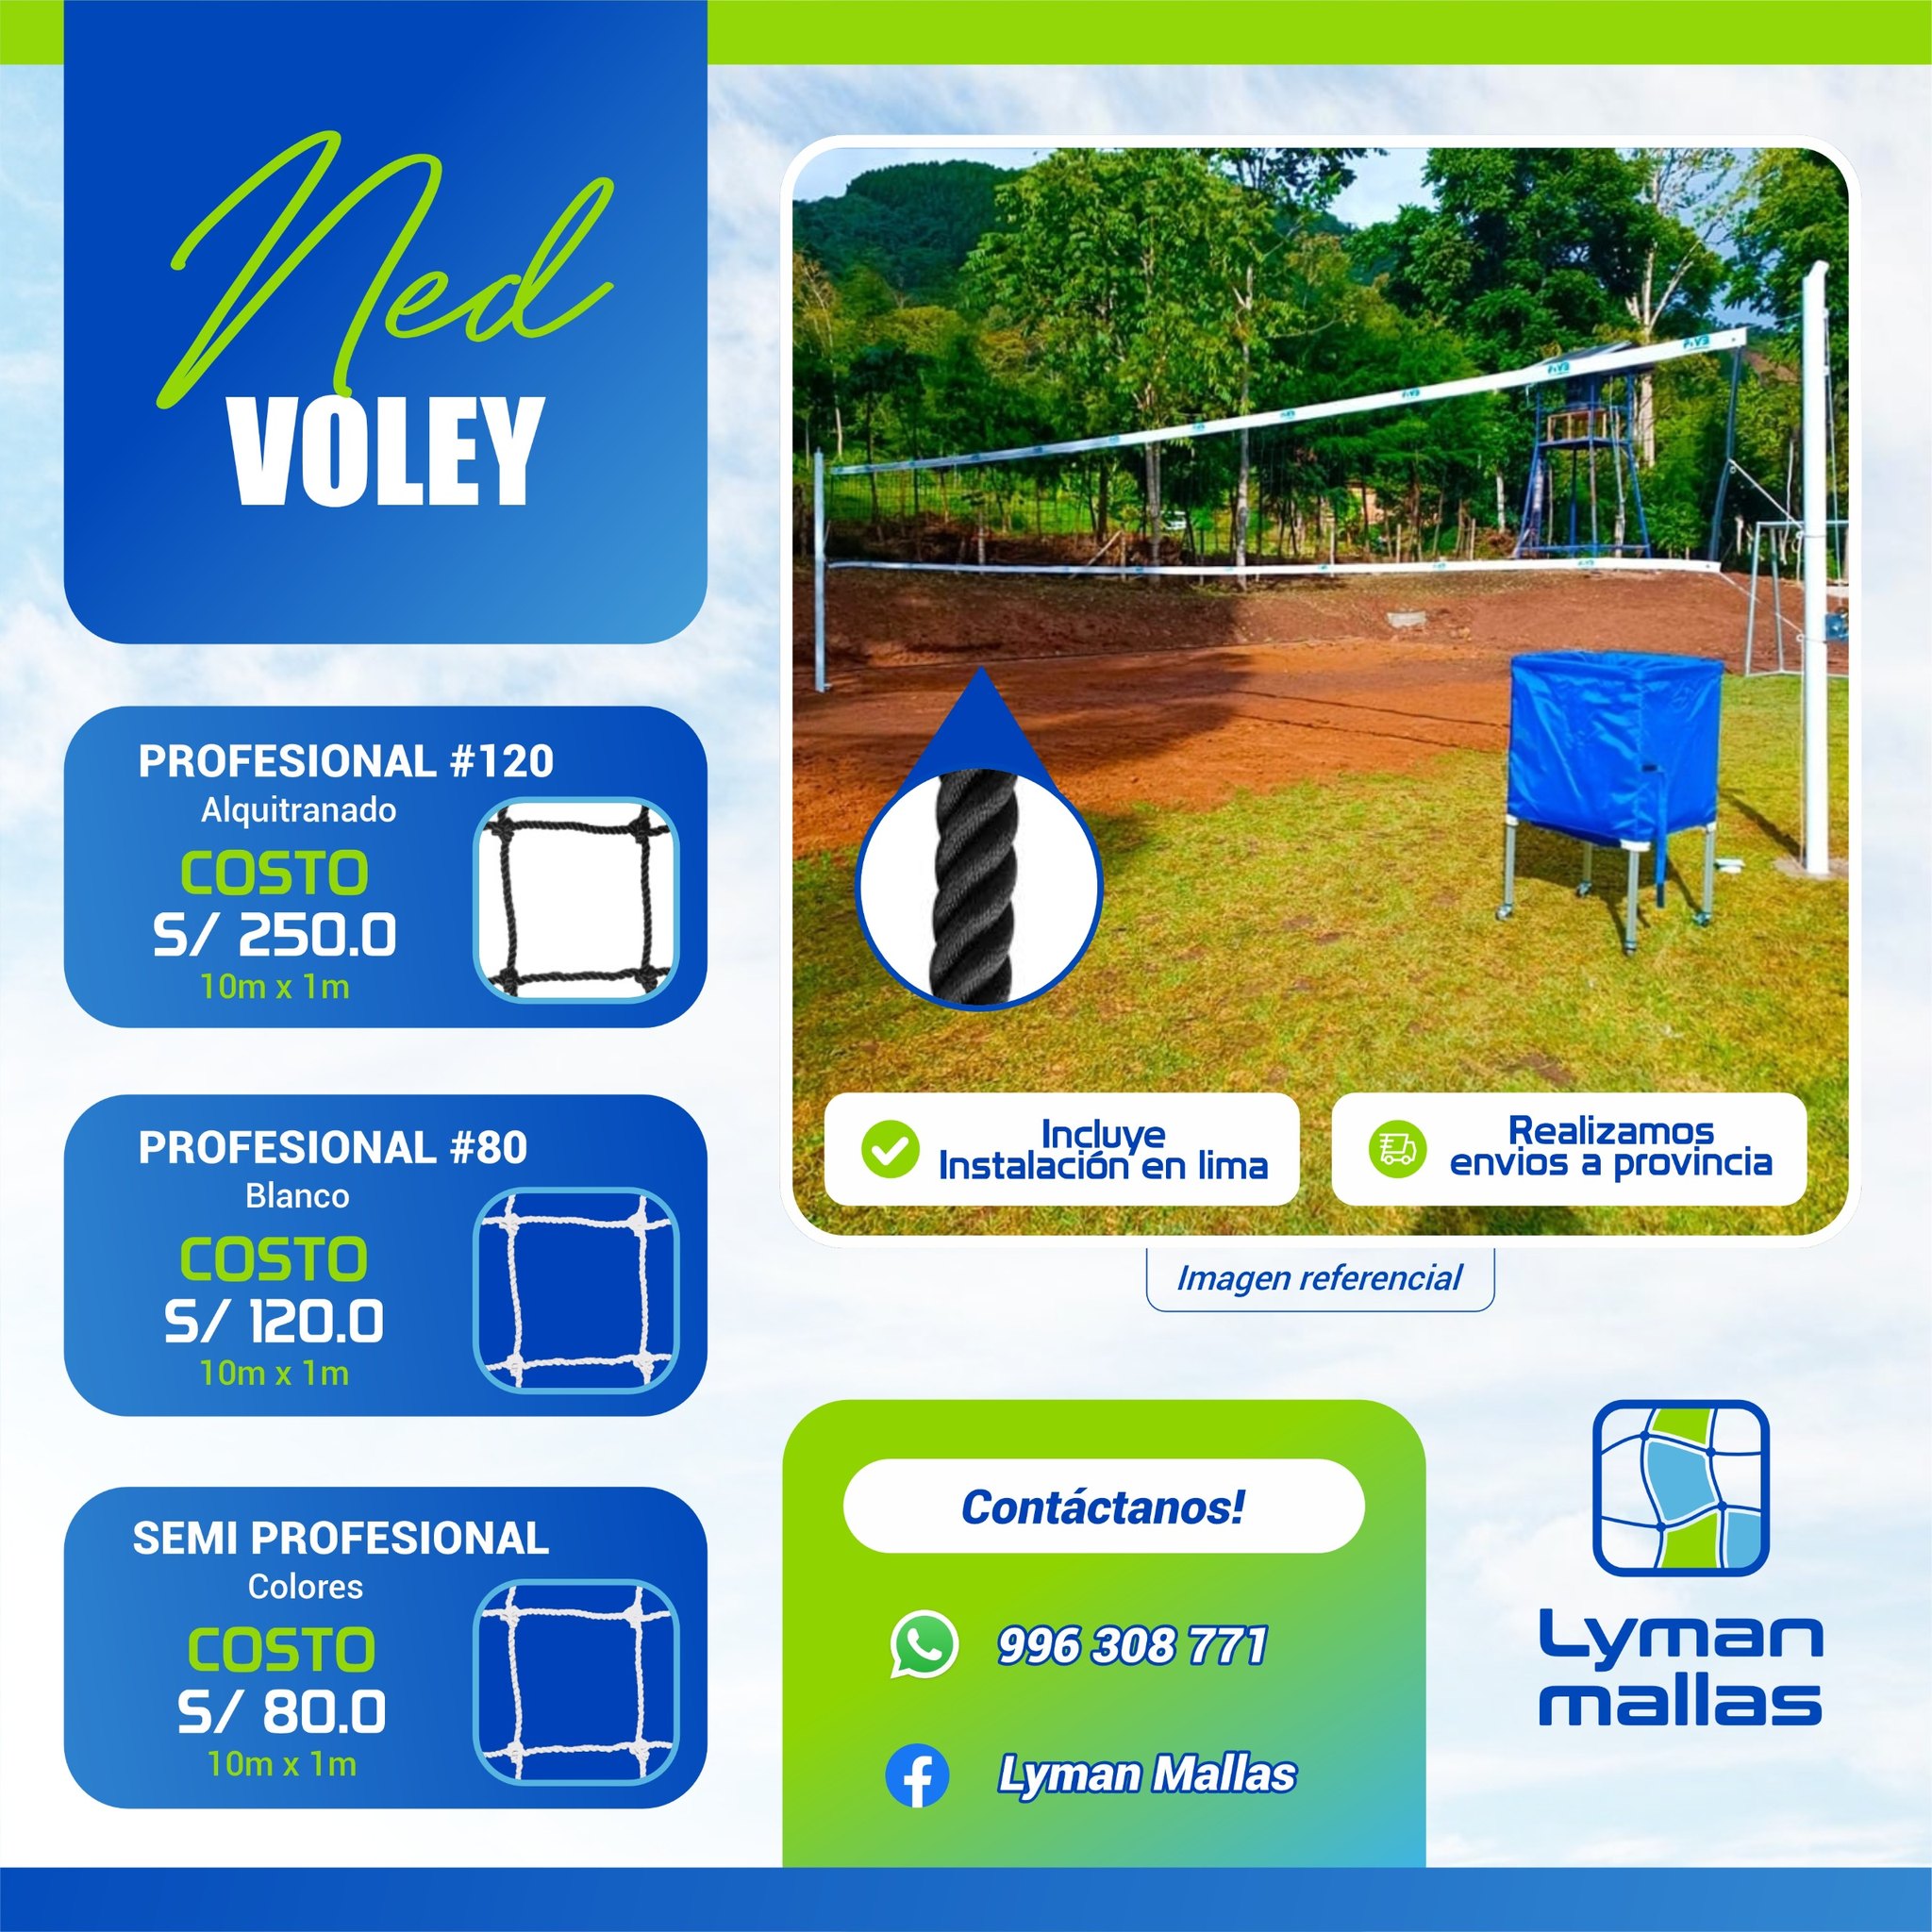 Ned
VOLEY
PROFESIONAL #120
Alquitranado
COSTO
S/ 250.0
10m x 1m
PROFESIONAL #80
Blanco
COSTO
S/ 120.0
10m x 1m
SEMI PROFESIONAL
Colores
COSTO
S/ 80.0
10m x 1m
Incluye
Instalación en lima
Realizamos
envios a provincia
Imagen referencial
Contáctanos!
996 308 771
Lyman Mallas
Lyman
mallas